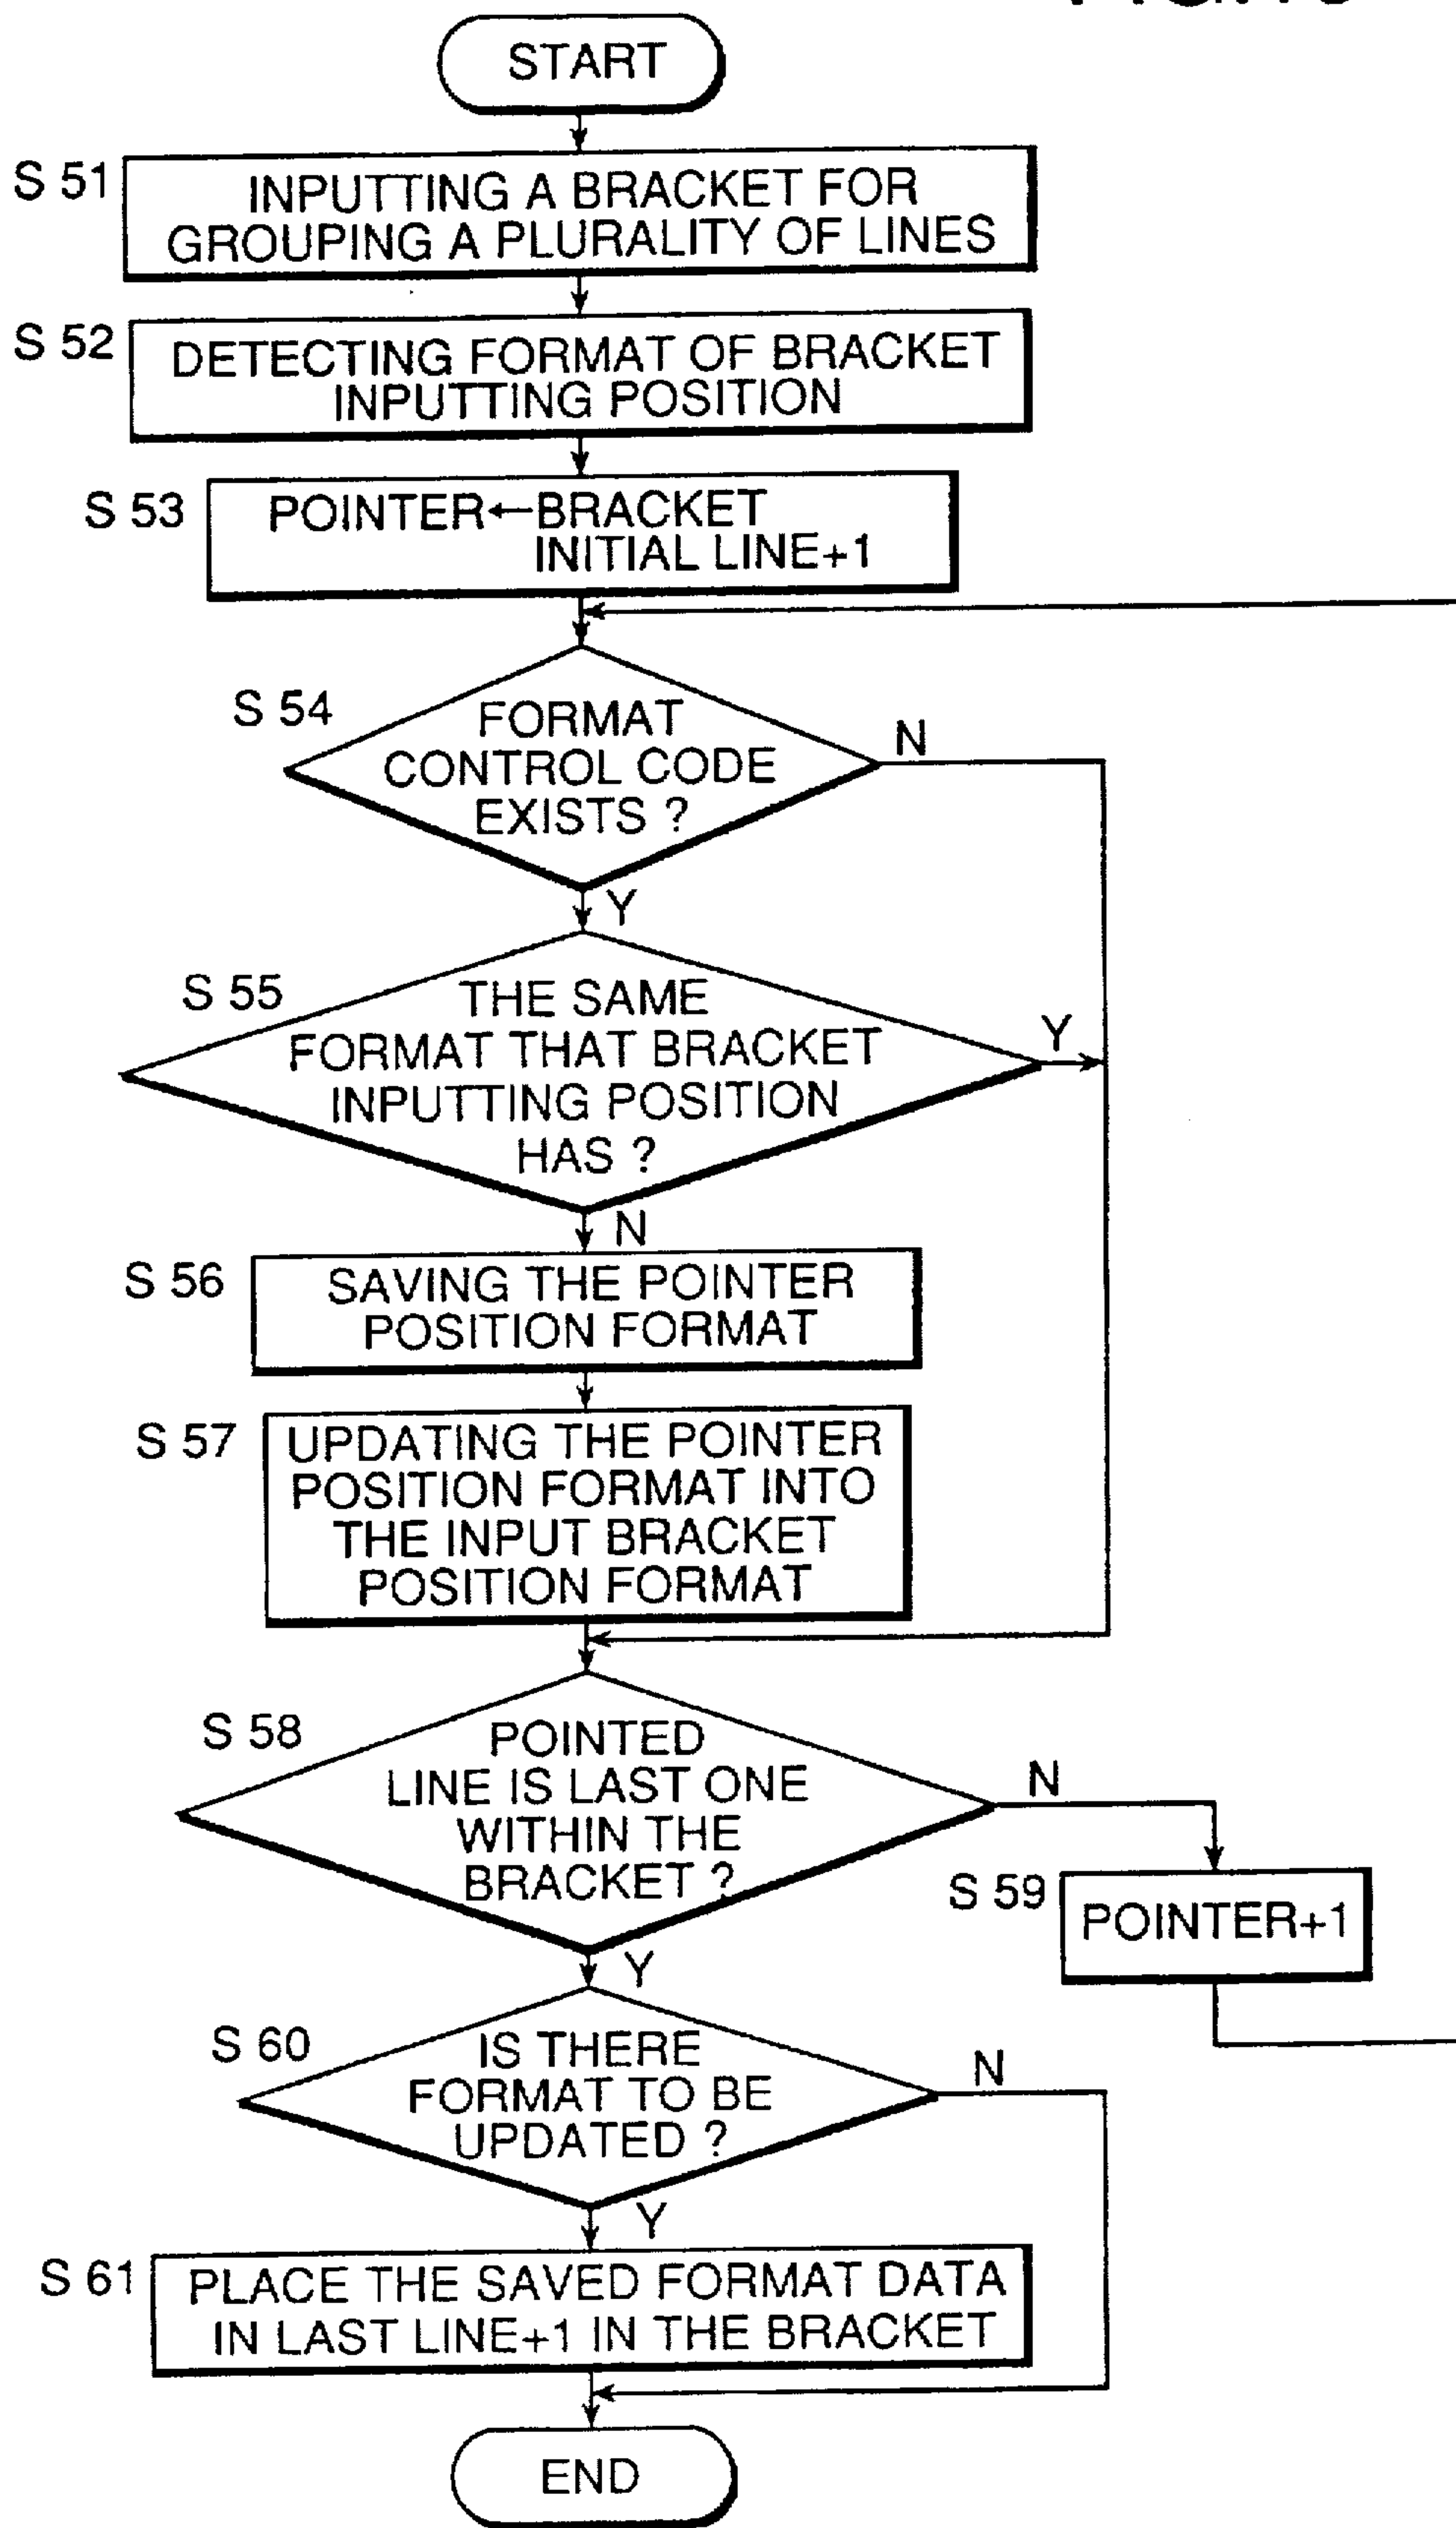 START
S 51
INPUTTING A BRACKET FOR
GROUPING A PLURALITY OF LINES
S 52
DETECTING FORMAT OF BRACKET
INPUTTING POSITION
S 53
POINTER←BRACKET
INITIAL LINE+1
S 54
FORMAT
CONTROL CODE
EXISTS ?
N
Y
S 55
THE SAME
FORMAT THAT BRACKET
INPUTTING POSITION
HAS ?
Y
N
S 56
SAVING THE POINTER
POSITION FORMAT
S 57
UPDATING THE POINTER
POSITION FORMAT INTO
THE INPUT BRACKET
POSITION FORMAT
S 58
POINTED
LINE IS LAST ONE
WITHIN THE
BRACKET ?
N
S 59
POINTER+1
Y
S 60
IS THERE
FORMAT TO BE
UPDATED ?
N
Y
S 61
PLACE THE SAVED FORMAT DATA
IN LAST LINE+1 IN THE BRACKET
END